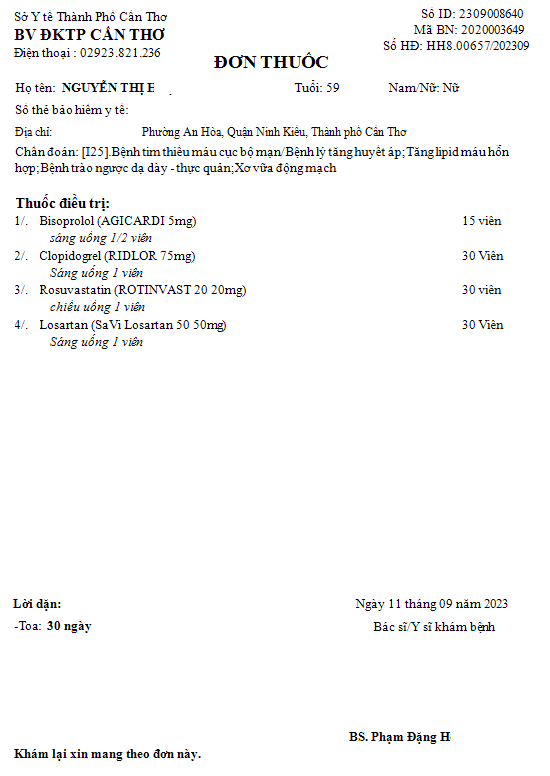 Sở Y tế Thành Phố Cần Thơ
BV ĐKTP CẦN THƠ
Điện thoại : 02923.821.236
Số ID: 2309008640
Mã BN: 2020003649
Số HĐ: HH8.00657/202309
ĐƠN THUỐC
Họ tên: NGUYỄN THỊ Tuổi: 59 Nam/Nữ: Nữ
Số thẻ bảo hiểm y tế:
Địa chỉ: Phường An Hòa, Quận Ninh Kiều, Thành phố Cần Thơ
Chẩn đoán: [I25].Bệnh tim thiếu máu cục bộ mạn/Bệnh lý tăng huyết áp;Tăng lipid máu hỗn
hợp;Bệnh trào ngược dạ dày - thực quản;Xơ vữa động mạch
Thuốc điều trị:
1/. Bisoprolol (AGICARDI 5mg) 15 viên
sáng uống 1/2 viên
2/. Clopidogrel (RIDLOR 75mg) 30 Viên
Sáng uống 1 viên
3/. Rosuvastatin (ROTINVAST 20 20mg) 30 viên
chiều uống 1 viên
4/. Losartan (SaVi Losartan 50 50mg) 30 Viên
Sáng uống 1 viên
Lời dặn:
-Toa: 30 ngày
Ngày 11 tháng 09 năm 2023
Bác sĩ/Y sĩ khám bệnh
BS. Phạm Đặng
Khám lại xin mang theo đơn này.